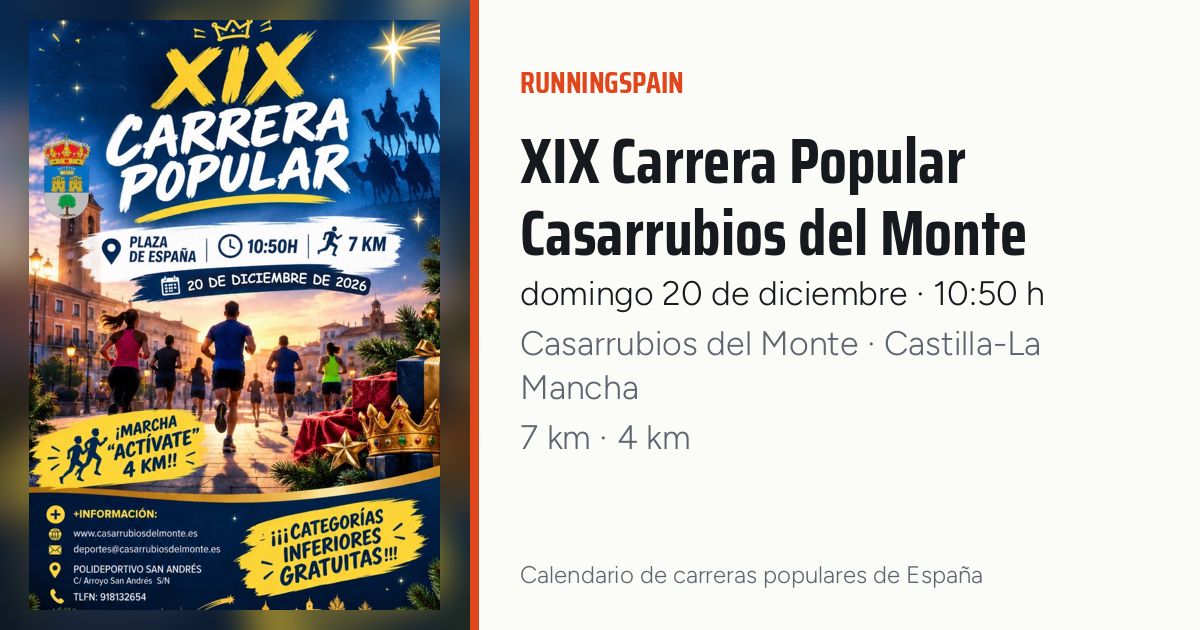 XIX
CARRERA
POPULAR
PLAZA
DE ESPAÑA
10:50H
7 KM
20 DE DICIEMBRE DE 2026
¡MARCHA
“ACTÍVATE”
4 KM!!
+INFORMACIÓN:
www.casarrubiosdelmonte.es
deportes@casarrubiosdelmonte.es
POLIDEPORTIVO SAN ANDRÉS
C/ Arroyo San Andrés S/N
TLFN: 918132654
¡¡¡CATEGORÍAS
INFERIORES
GRATUITAS!!!
RUNNINGSPAIN
XIX Carrera Popular
Casarrubios del Monte
domingo 20 de diciembre · 10:50 h
Casarrubios del Monte · Castilla-La
Mancha
7 km · 4 km
Calendario de carreras populares de España